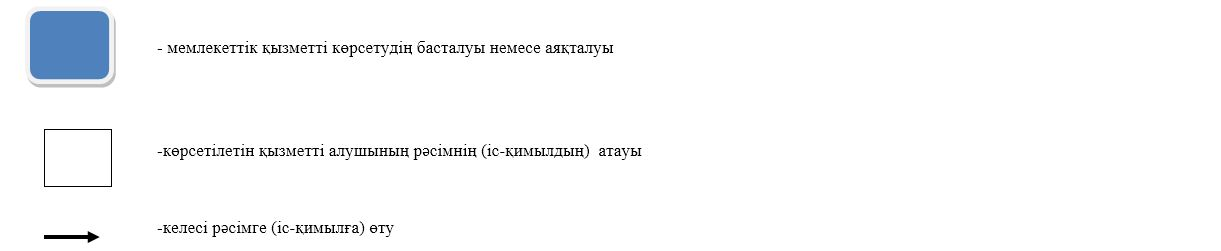 - мемлекеттік қызметті көрсетудің басталуы немесе аяқталуы
-көрсетілетін қызметті алушының рәсімнің (іс-қимылдың) атауы
-келесі рәсімге (іс-қимылға) өту